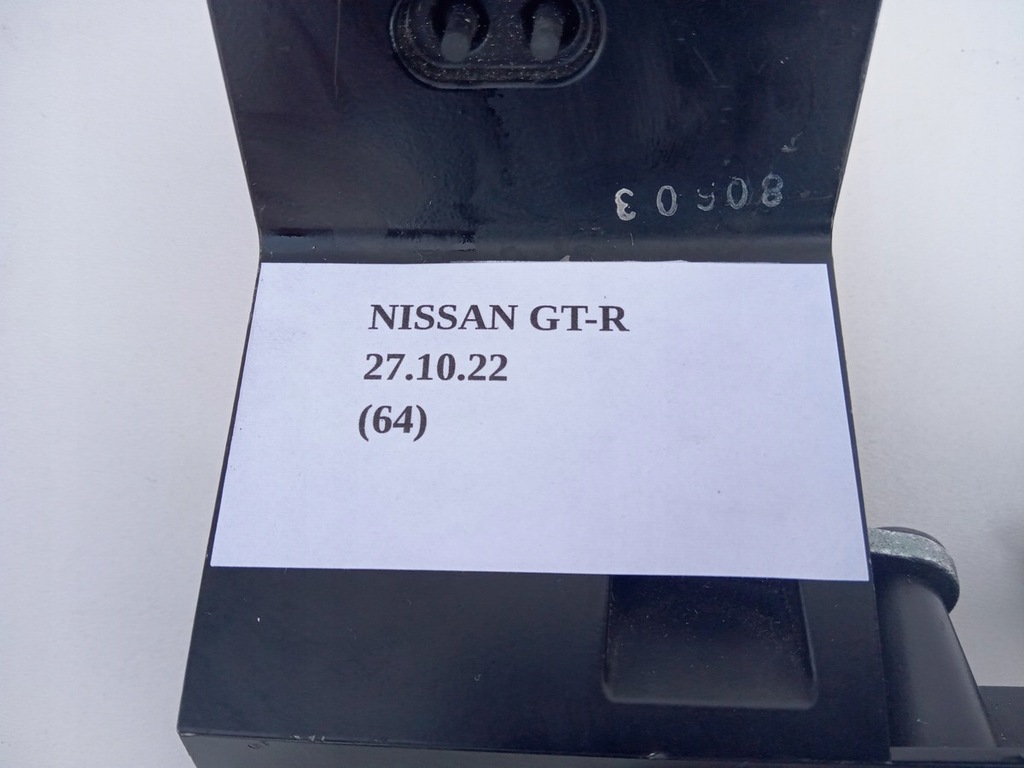 NISSAN GT-R
27.10.22
(64)